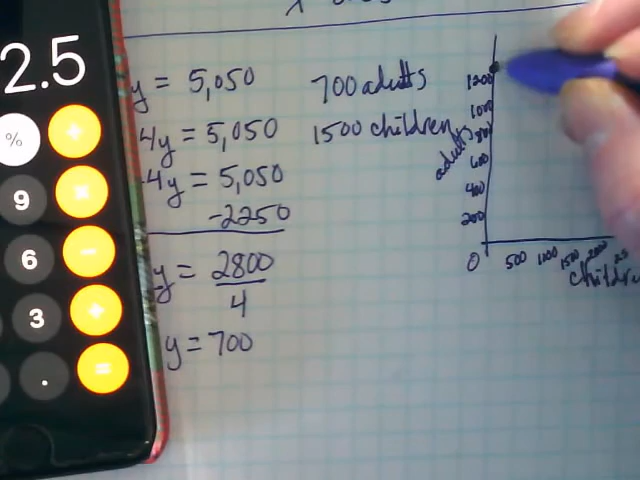 2.5
%
9
6
3
.
y = 5,050
4y = 5,050
4y = 5,050
-2250
y = 2800
4
y = 700
700 adults
1500 children
1200
1000
800
600
400
200
0
adults
500 1000 1500 2000
Children